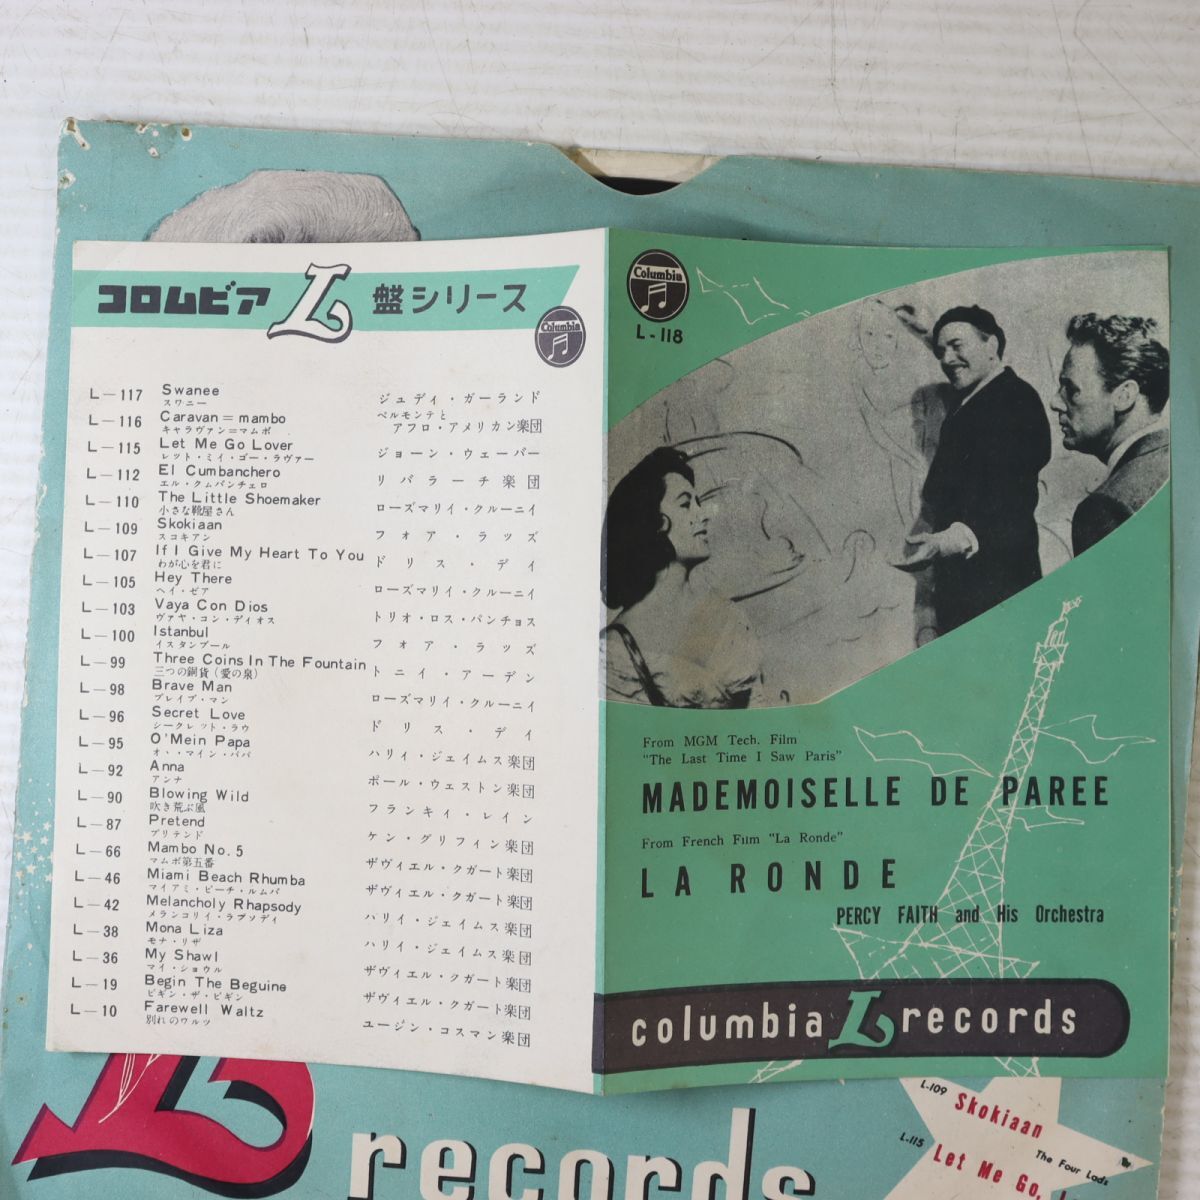 コロムビア L 盤シリーズ
Columbia
L—117 Swanee ジュディ・ガーランド
スワニー
L—116 Caravan=mambo ベルモンテと
キャラヴァン=マムボ アフロ・アメリカン楽団
L—115 Let Me Go Lover ジョーン・ウェーバー
レット・ミイ・ゴー・ラヴァー
L—112 El Cumbanchero リバラーチ楽団
エル・クムバンチェロ
L—110 The Little Shoemaker ローズマリイ・クルーニイ
小さな靴屋さん
L—109 Skokiaan フォア・ラッズ
スコキアン
L—107 If I Give My Heart To You ドリス・デイ
わが心を君に
L—105 Hey There ローズマリイ・クルーニイ
ヘイ・ゼア
L—103 Vaya Con Dios トリオ・ロス・パンチョス
ヴァヤ・コン・ディオス
L—100 Istanbul フォア・ラッズ
イスタンブール
L—99 Three Coins In The Fountain トニイ・アーデン
三つの銅貨(愛の泉)
L—98 Brave Man ローズマリイ・クルーニイ
ブレイブ・マン
L—96 Secret Love ドリス・デイ
シークレット・ラヴ
L—95 O'Mein Papa ハリイ・ジェイムス楽団
オ・マイン・パパ
L—92 Anna ポール・ウェストン楽団
アンナ
L—90 Blowing Wild フランキイ・レイン
吹き荒ぶ風
L—87 Pretend ケン・グリフィン楽団
プリテンド
L—66 Mambo No.5 ザヴィエル・クガート楽団
マムボ第五番
L—46 Miami Beach Rhumba ザヴィエル・クガート楽団
マイアミ・ビーチ・ルムバ
L—42 Melancholy Rhapsody ハリイ・ジェイムス楽団
メランコリイ・ラプソディ
L—38 Mona Liza ハリイ・ジェイムス楽団
モナ・リザ
L—36 My Shawl ザヴィエル・クガート楽団
マイ・ショウル
L—19 Begin The Beguine ザヴィエル・クガート楽団
ビギン・ザ・ビギン
L—10 Farewell Waltz ユージン・コスマン楽団
別れのワルツ
Columbia
L-118
From MGM Tech. Film
"The Last Time I Saw Paris"
MADEMOISELLE DE PAREE
From French Film "La Ronde"
LA RONDE
PERCY FAITH and His Orchestra
columbia L records
L records
L-109 Skokiaan
The Four Lads
L-115 Let Me Go,